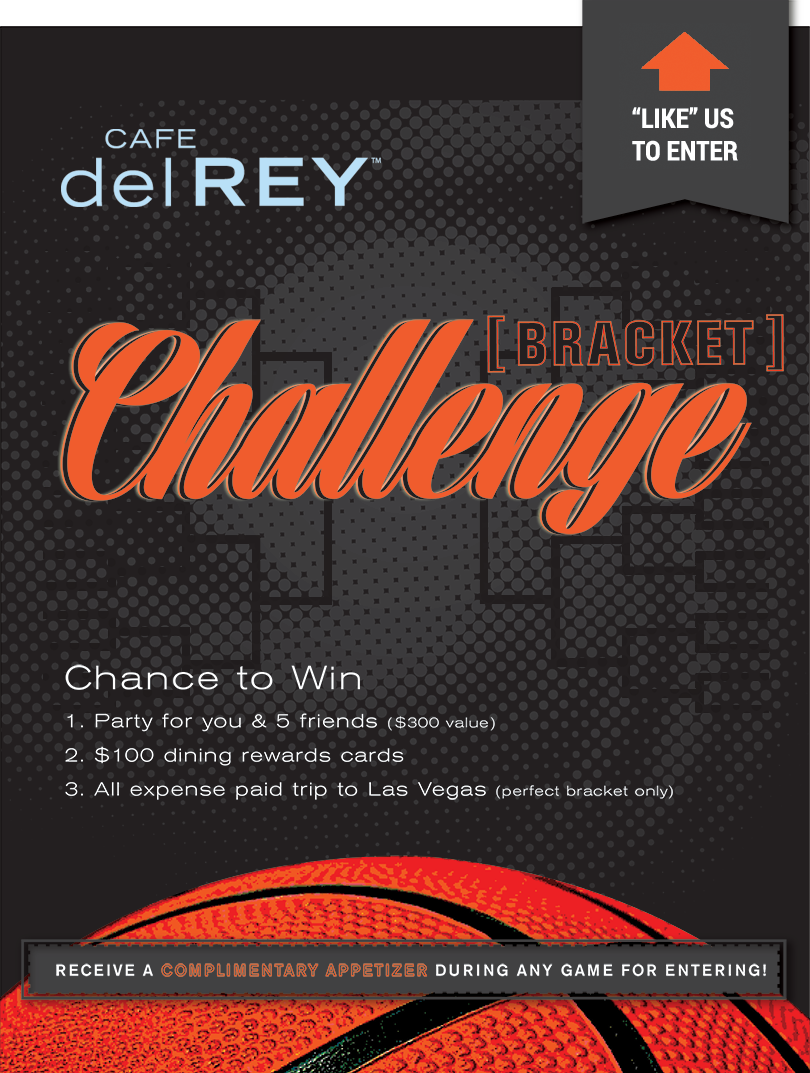 “LIKE” US
TO ENTER
CAFE
delREY™
[BRACKET]
Challenge
Chance to Win
1. Party for you & 5 friends ($300 value)
2. $100 dining rewards cards
3. All expense paid trip to Las Vegas (perfect bracket only)
RECEIVE A COMPLIMENTARY APPETIZER DURING ANY GAME FOR ENTERING!